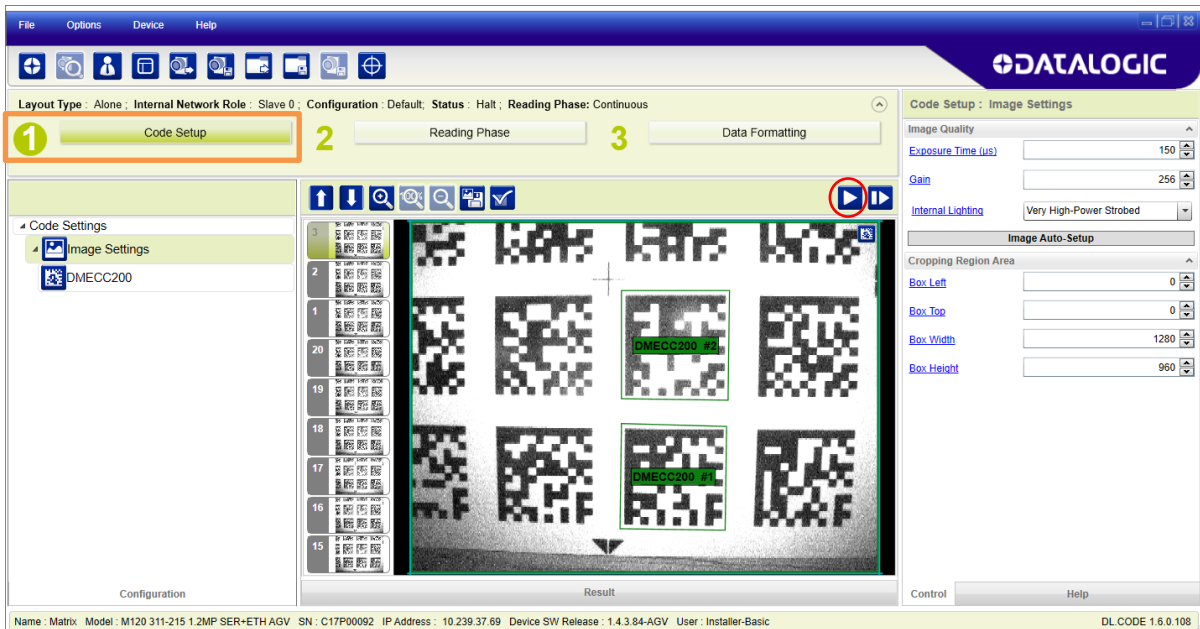 File Options Device Help
DATALOGIC
Layout Type : Alone ; Internal Network Role : Slave 0 ; Configuration : Default; Status : Halt ; Reading Phase: Continuous
1 Code Setup 2 Reading Phase 3 Data Formatting
Code Settings
Image Settings
DMECC200
100%
3
2
1
20
19
18
17
16
15
DMECC200 #2
DMECC200 #1
Configuration
Result
Code Setup : Image Settings
Image Quality
Exposure Time (µs) 150
Gain 256
Internal Lighting Very High-Power Strobed
Image Auto-Setup
Cropping Region Area
Box Left 0
Box Top 0
Box Width 1280
Box Height 960
Control Help
Name : Matrix Model : M120 311-215 1.2MP SER+ETH AGV SN : C17P00092 IP Address : 10.239.37.69 Device SW Release : 1.4.3.84-AGV User : Installer-Basic DL.CODE 1.6.0.108